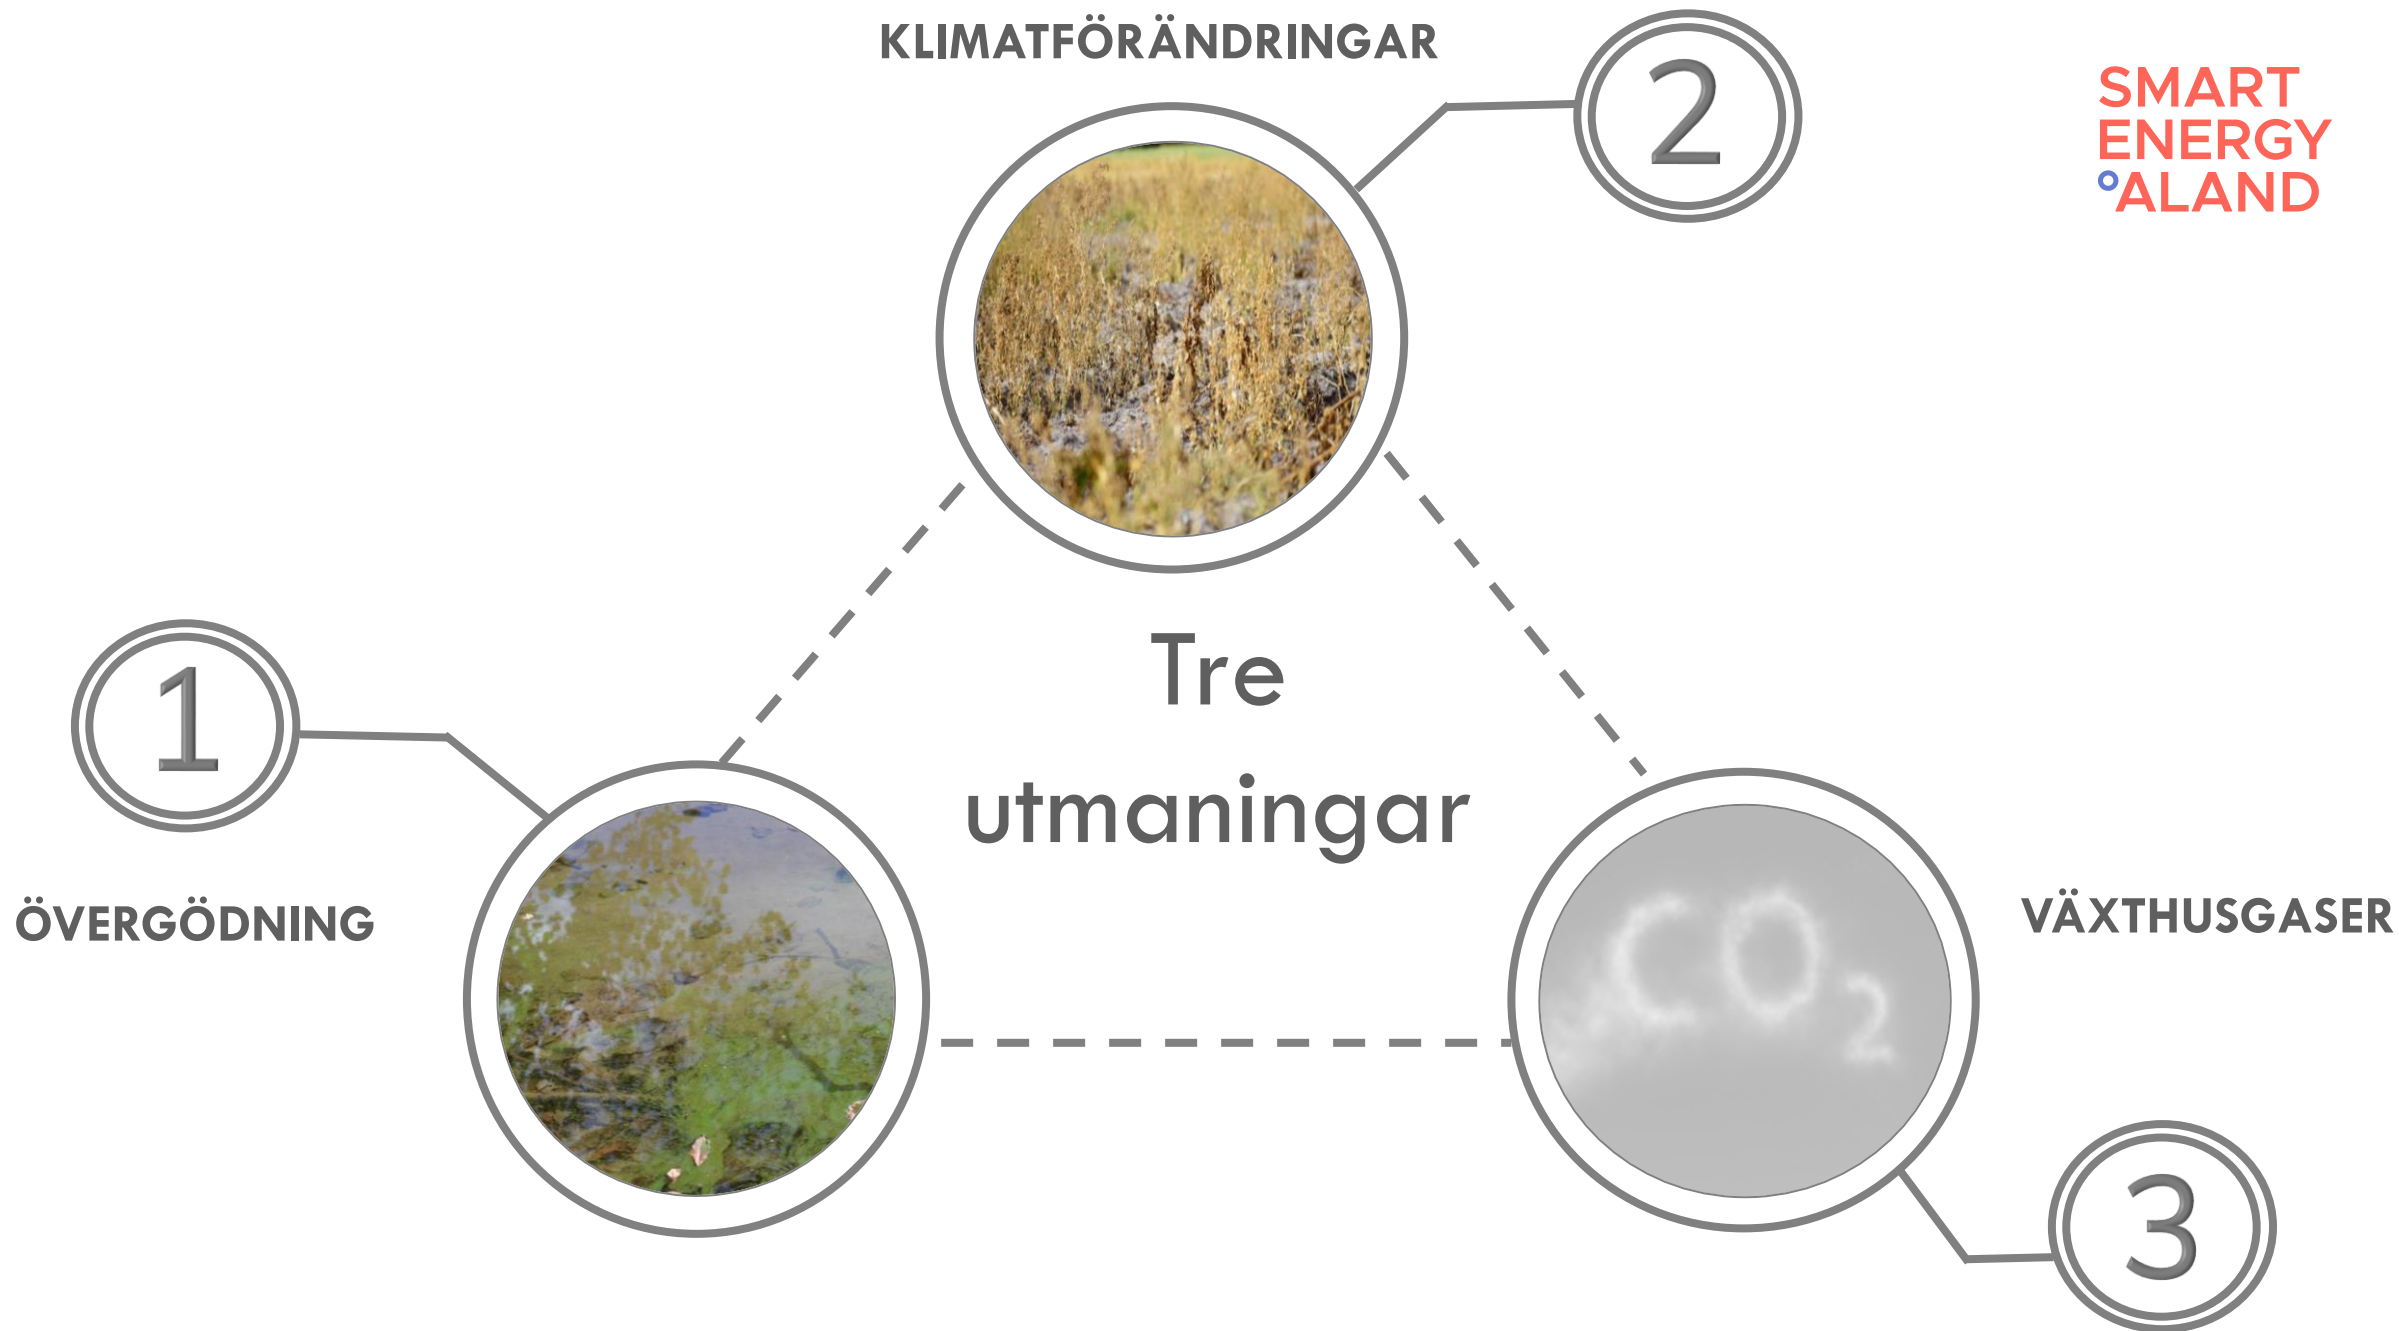 KLIMATFÖRÄNDRINGAR
2
SMART
ENERGY
°ALAND
Tre
utmaningar
1
ÖVERGÖDNING
CO₂
VÄXTHUSGASER
3